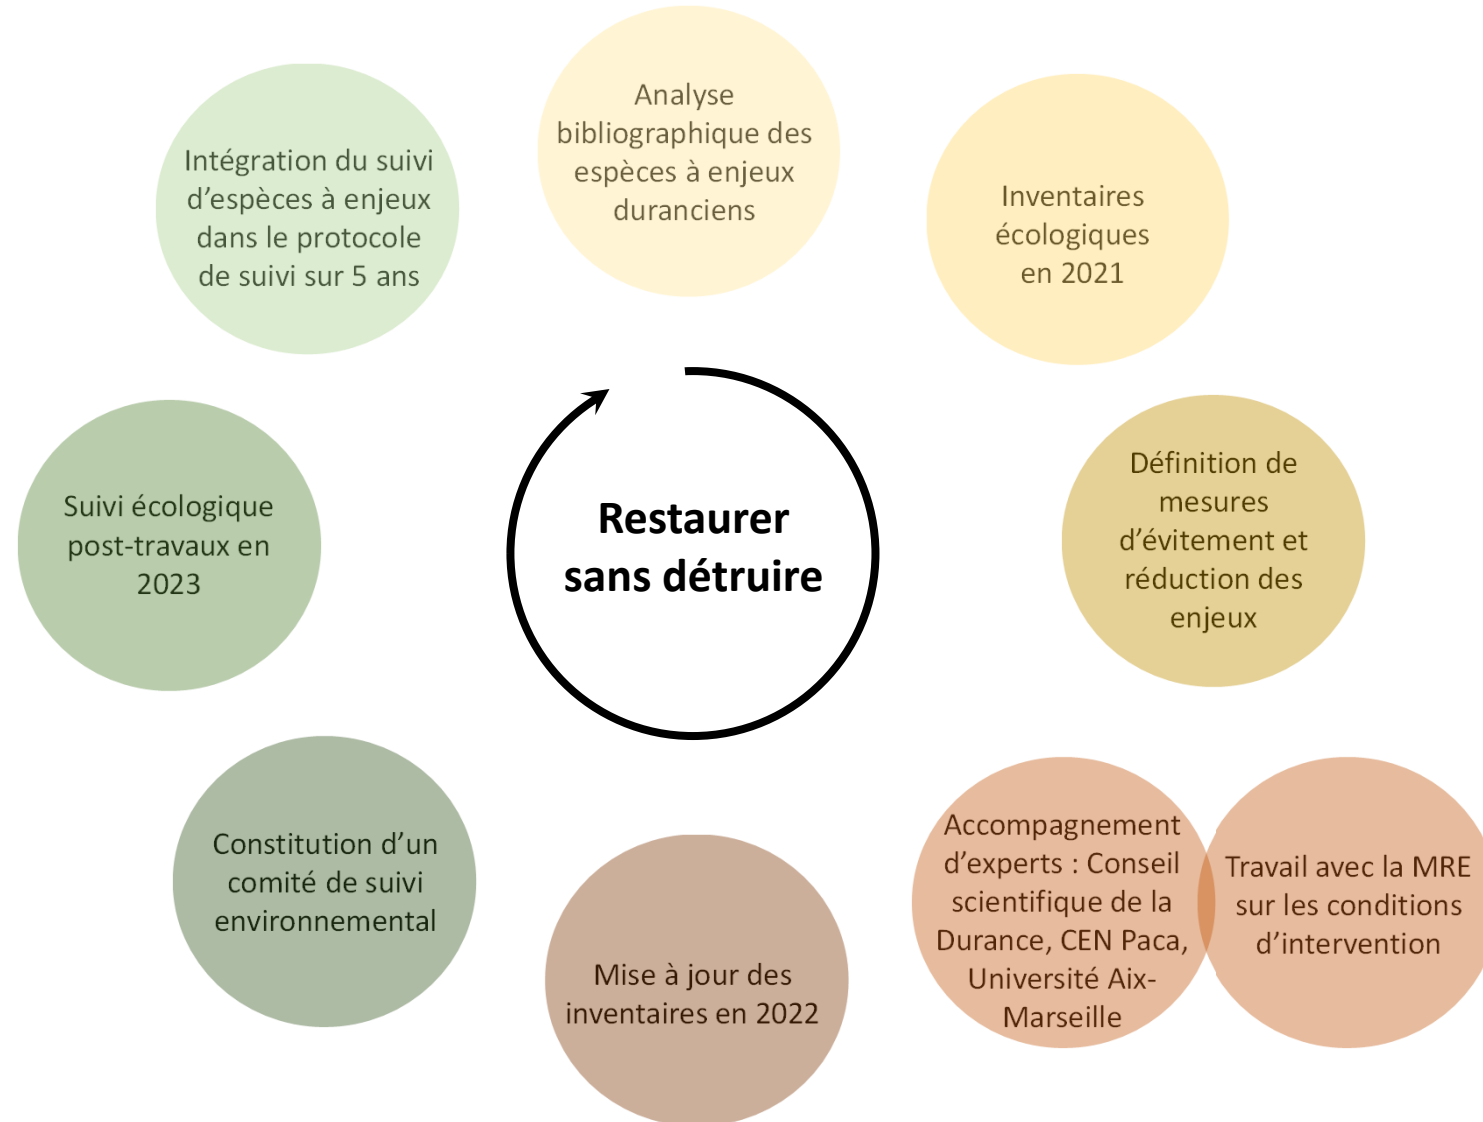 Analyse
bibliographique des
espèces à enjeux
duranciens
Inventaires
écologiques
en 2021
Définition de
mesures
d’évitement et
réduction des
enjeux
Accompagnement
d’experts : Conseil
scientifique de la
Durance, CEN Paca,
Université Aix-
Marseille
Travail avec la MRE
sur les conditions
d’intervention
Mise à jour des
inventaires en 2022
Constitution d’un
comité de suivi
environnemental
Suivi écologique
post-travaux en
2023
Intégration du suivi
d’espèces à enjeux
dans le protocole
de suivi sur 5 ans
Restaurer
sans détruire